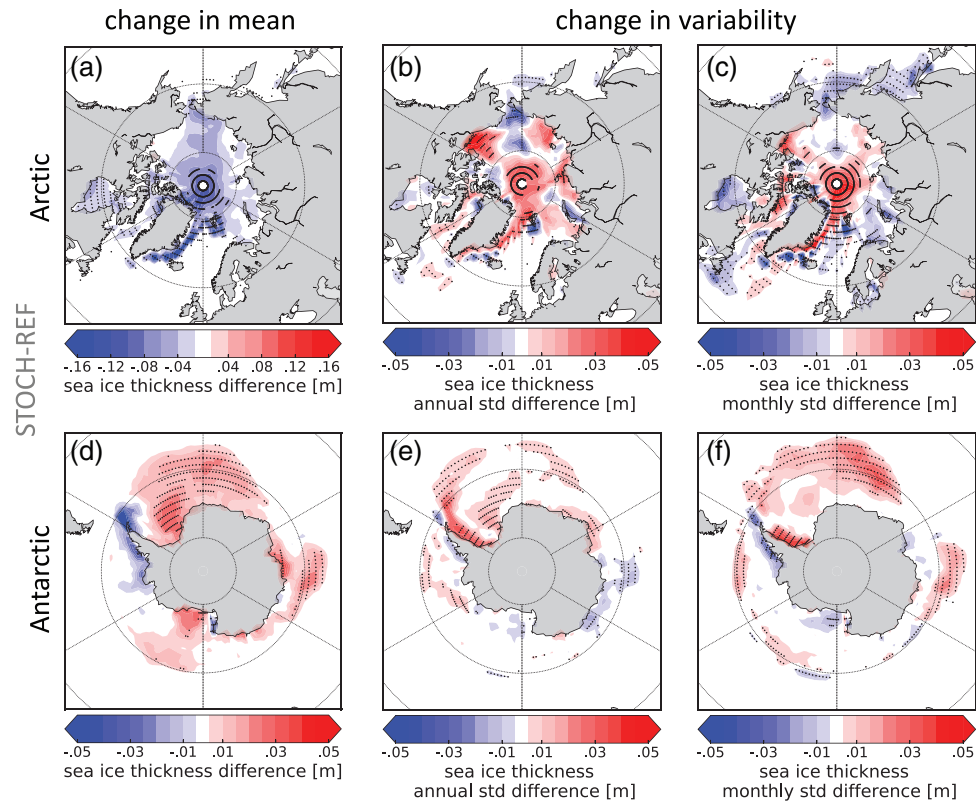 change in mean
change in variability
Arctic
Antarctic
STOCH-REF
(a)
(b)
(c)
-.16 -.12 -.08 -.04 .04 .08 .12 .16
sea ice thickness difference [m]
-.05 -.03 -.01 .01 .03 .05
sea ice thickness
annual std difference [m]
-.05 -.03 -.01 .01 .03 .05
sea ice thickness
monthly std difference [m]
(d)
(e)
(f)
-.05 -.03 -.01 .01 .03 .05
sea ice thickness difference [m]
-.05 -.03 -.01 .01 .03 .05
sea ice thickness
annual std difference [m]
-.05 -.03 -.01 .01 .03 .05
sea ice thickness
monthly std difference [m]